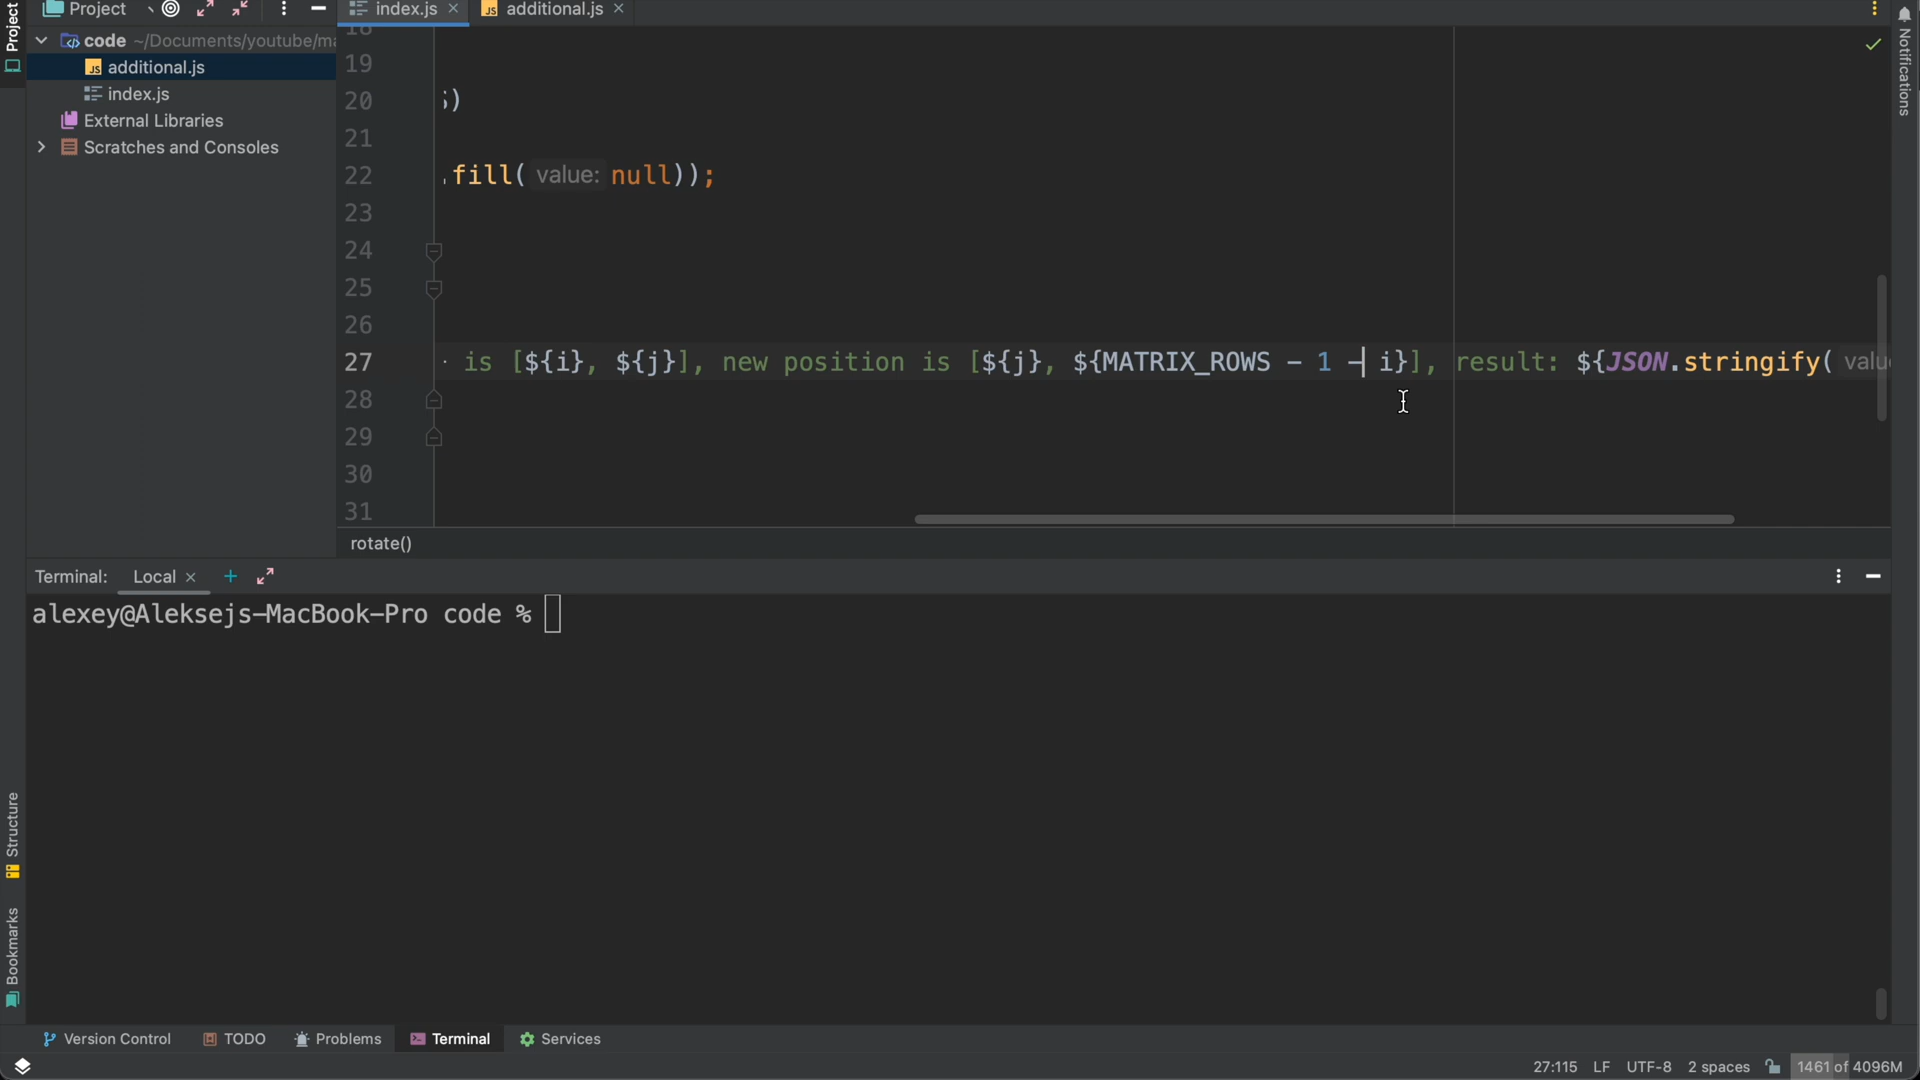 Project
index.js
additional.js
Project
code ~/Documents/youtube/ma
additional.js
index.js
External Libraries
Scratches and Consoles
18
19
20 )
21
22 .fill( value: null));
23
24
25
26
27 is [${i}, ${j}], new position is [${j}, ${MATRIX_ROWS - 1 - i}], result: ${JSON.stringify( valu
28
29
30
31
rotate()
Notifications
Terminal:
Local
alexey@Aleksejs-MacBook-Pro code %
Structure
Bookmarks
Version Control
TODO
Problems
Terminal
Services
27:115 LF UTF-8 2 spaces 1461 of 4096M